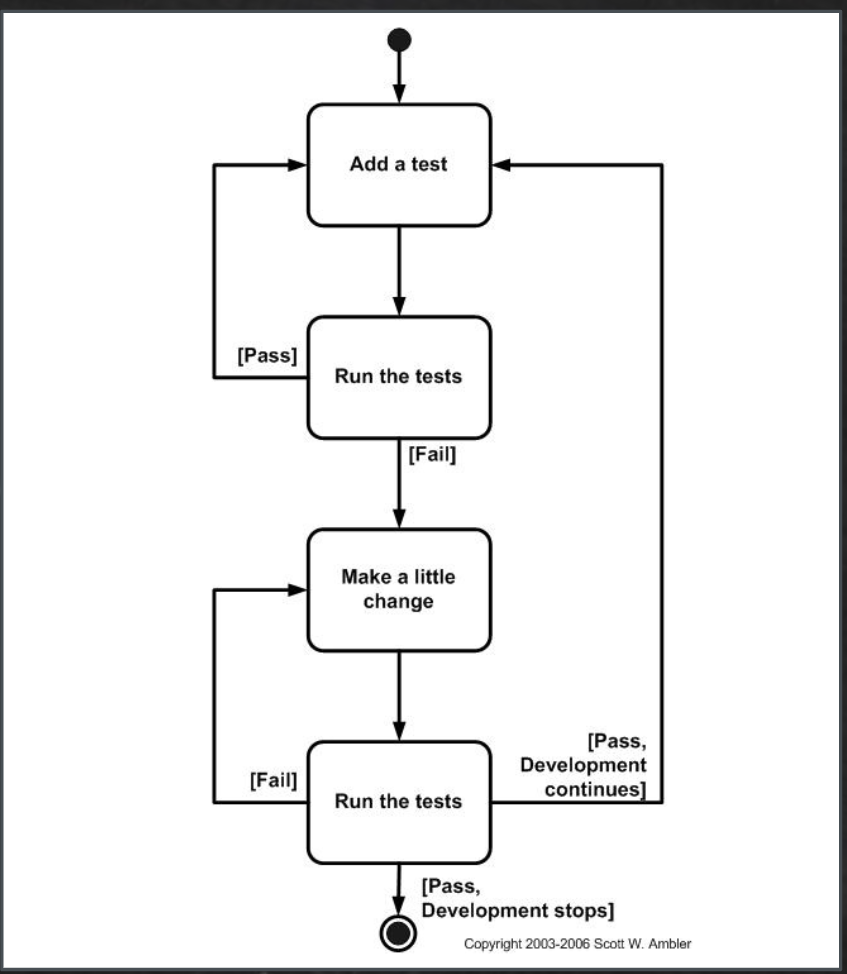 Add a test
[Pass]
Run the tests
[Fail]
Make a little
change
[Fail]
Run the tests
[Pass,
Development
continues]
[Pass,
Development stops]
Copyright 2003-2006 Scott W. Ambler